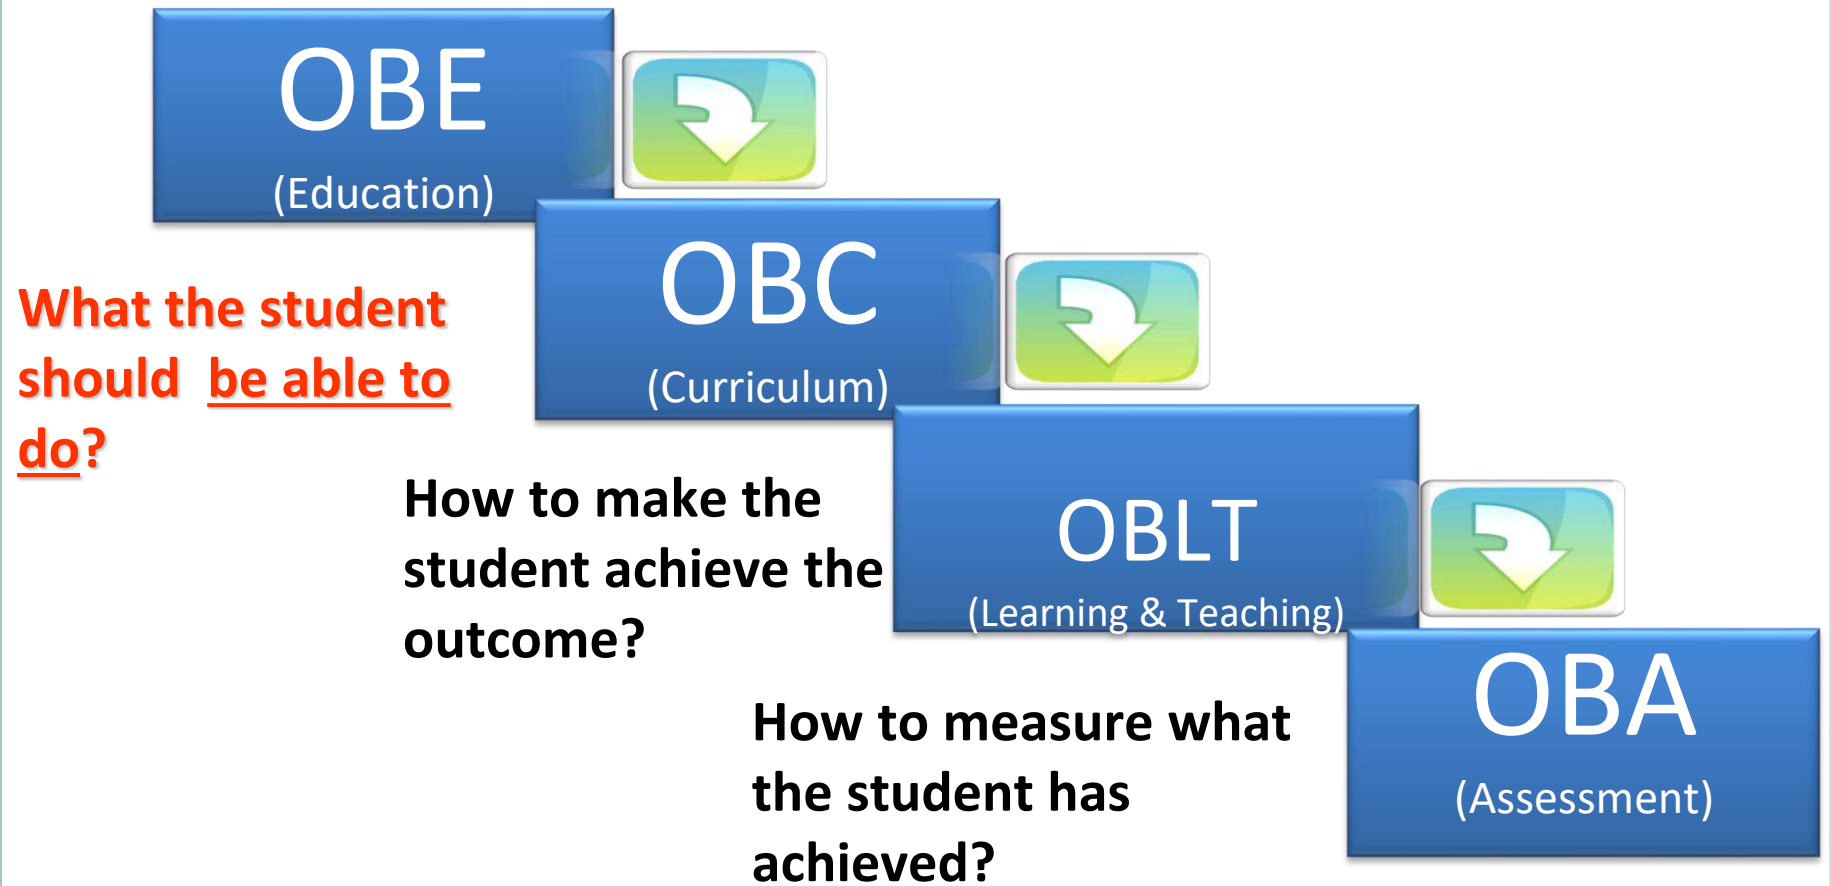 OBE
(Education)
OBC
(Curriculum)
What the student
should be able to
do?
OBLT
(Learning & Teaching)
How to make the
student achieve the
outcome?
OBA
(Assessment)
How to measure what
the student has
achieved?